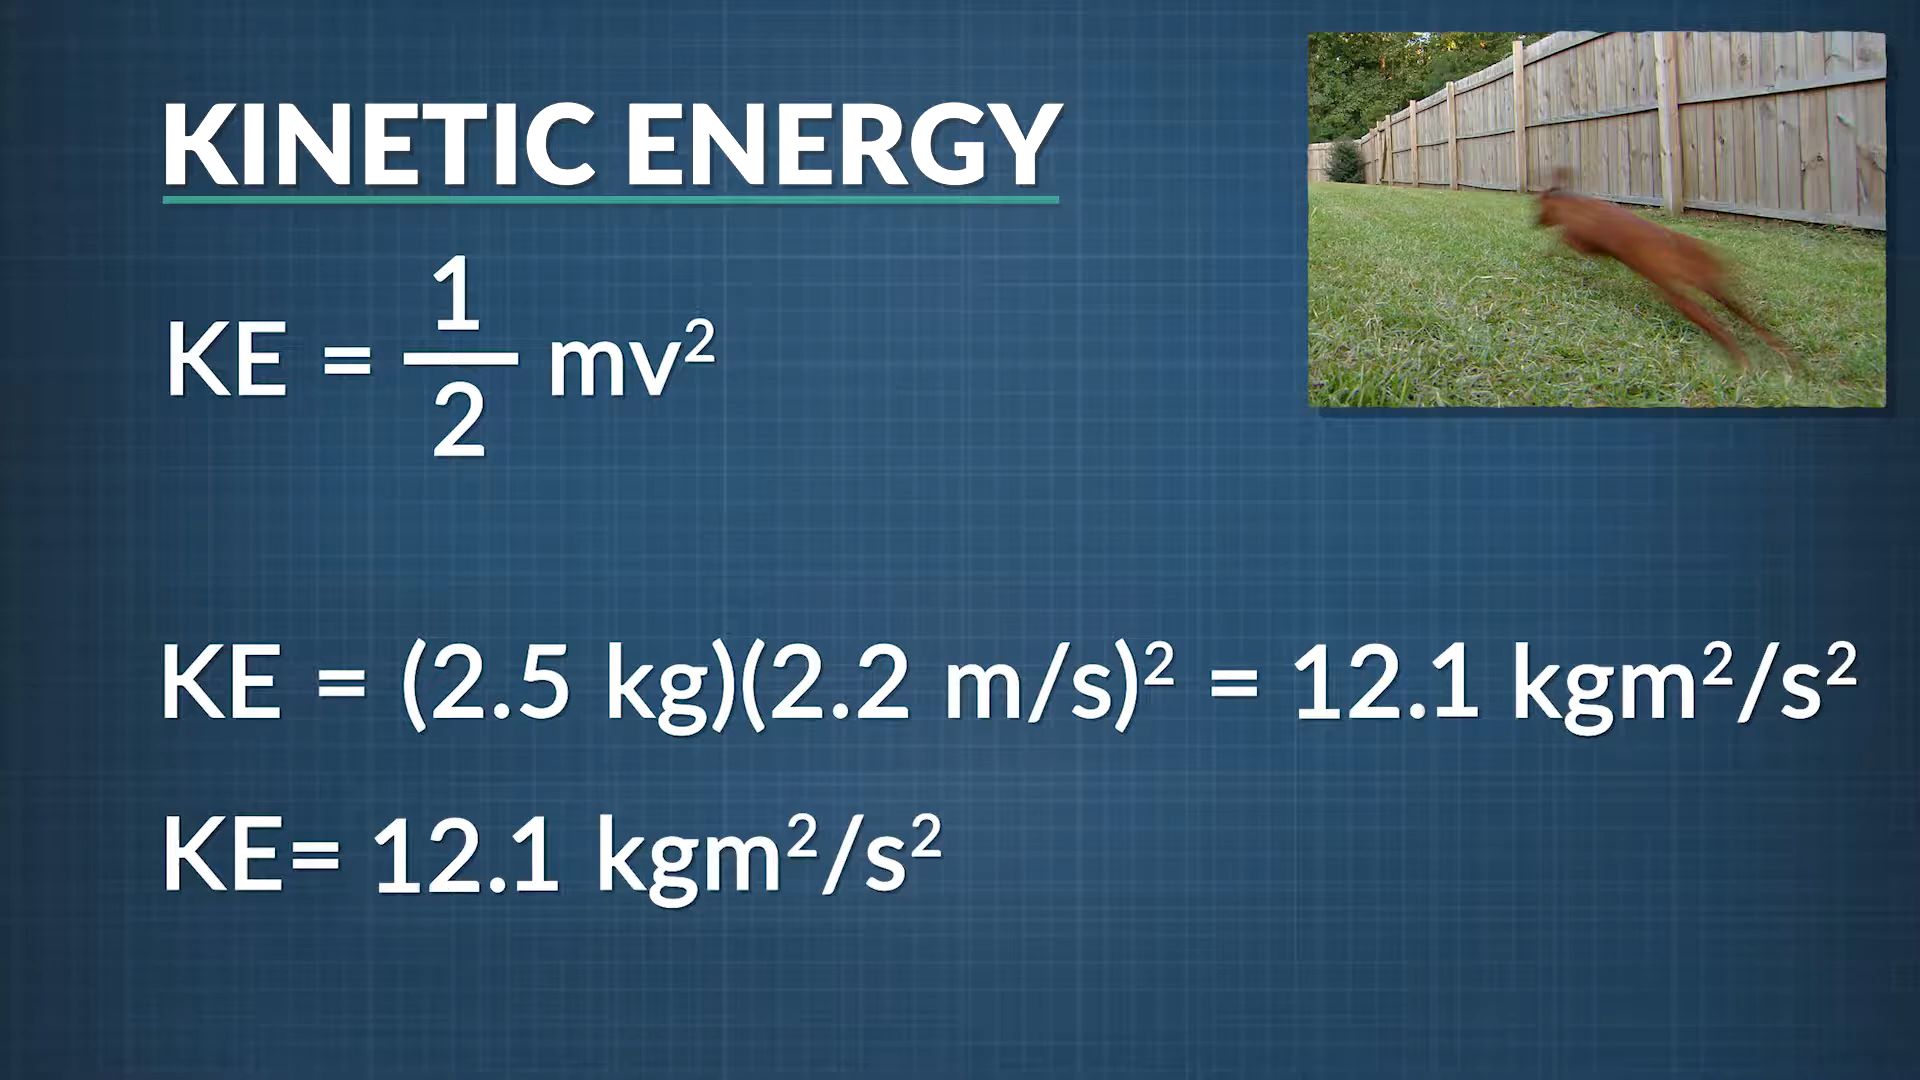 KINETIC ENERGY
KE = 1/2 mv²
KE = (2.5 kg)(2.2 m/s)² = 12.1 kgm²/s²
KE= 12.1 kgm²/s²